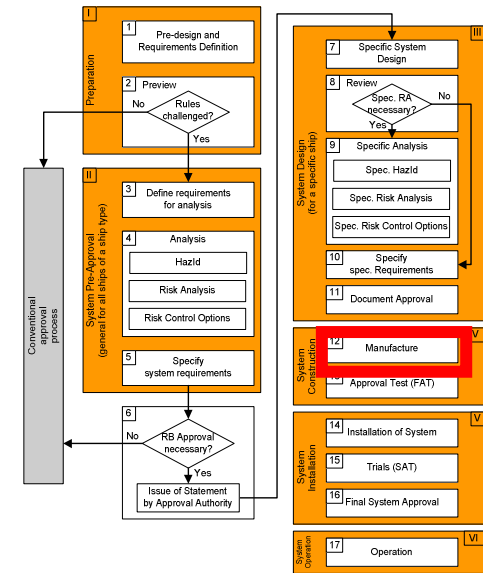 I
1
Pre-design and
Requirements Definition
Preparation
2
Preview
Rules
challenged?
No
Yes
II
System Pre-Approval
(general for all ships of a ship type)
3
Define requirements
for analysis
4
Analysis
HazId
Risk Analysis
Risk Control Options
5
Specify
system requirements
6
RB Approval
necessary?
No
Yes
Issue of Statement
by Approval Authority
Conventional
approval
process
III
System Design
(for a specific ship)
7
Specific System
Design
8
Review
Spec. RA
necessary?
No
Yes
9
Specific Analysis
Spec. HazId
Spec. Risk Analysis
Spec. Risk Control Options
10
Specify
spec. Requirements
11
Document Approval
V
System
Construction
12
Manufacture
Approval Test (FAT)
V
System
Installation
14
Installation of System
15
Trials (SAT)
16
Final System Approval
VI
System
Operation
17
Operation